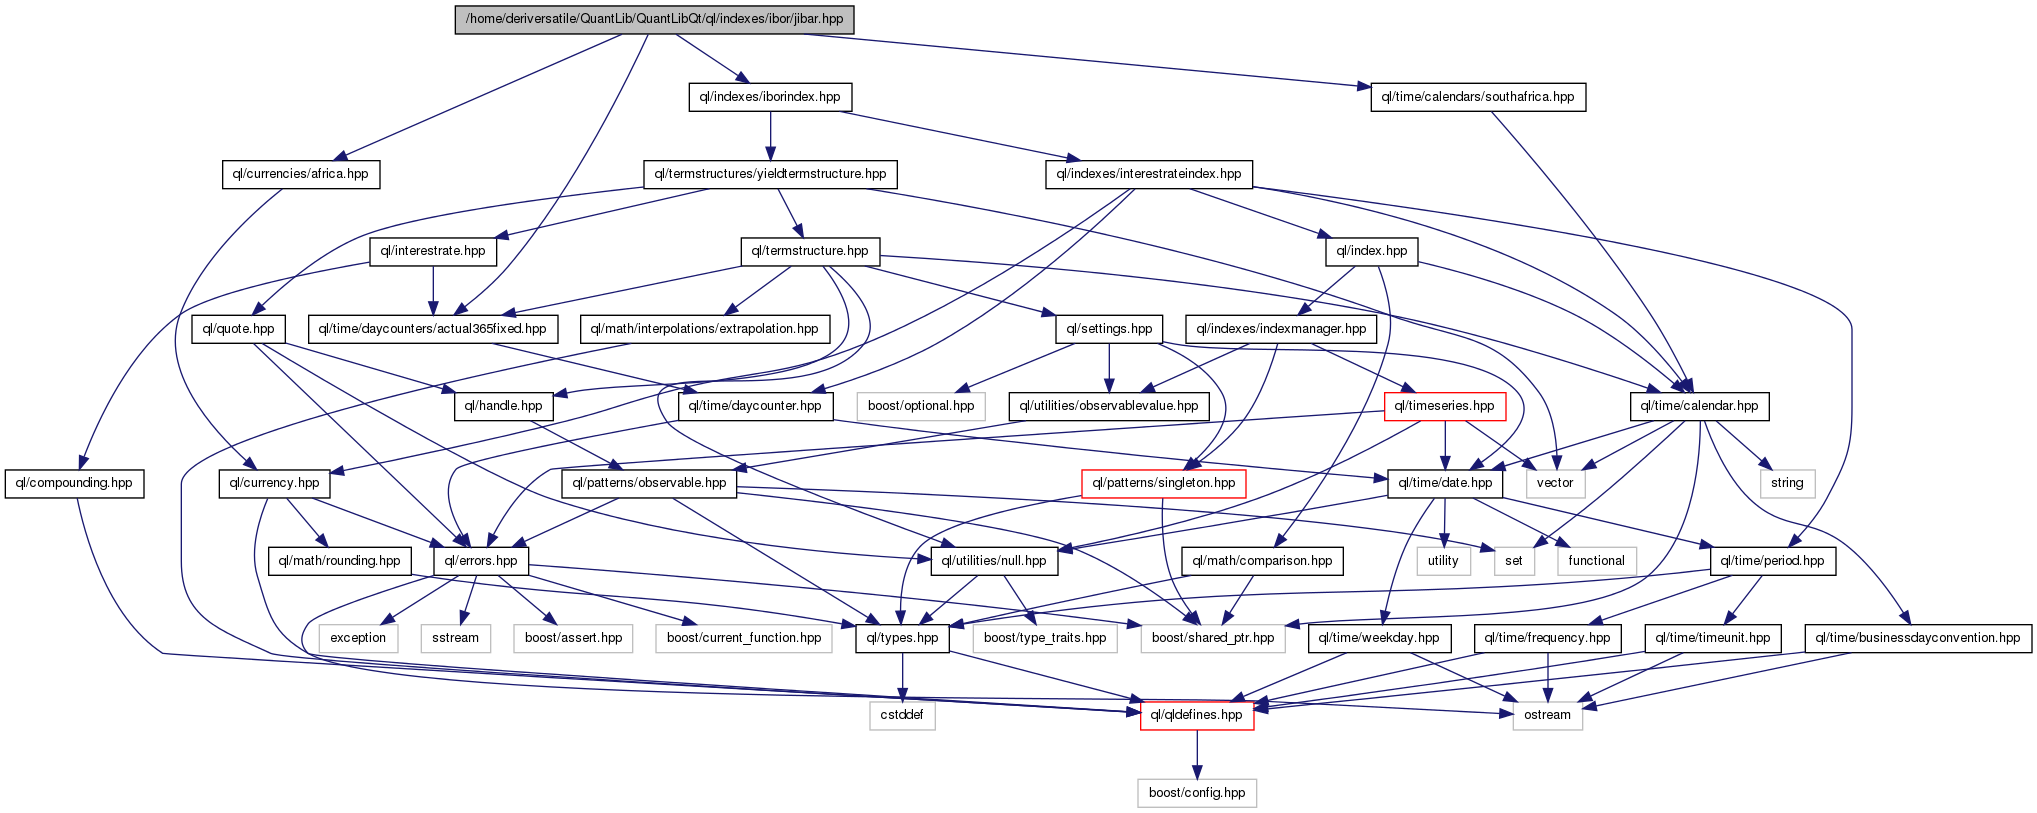 /home/deriversatile/QuantLib/QuantLibQt/ql/indexes/ibor/jibar.hpp
ql/indexes/iborindex.hpp
ql/time/calendars/southafrica.hpp
ql/currencies/africa.hpp
ql/termstructures/yieldtermstructure.hpp
ql/indexes/interestrateindex.hpp
ql/interestrate.hpp
ql/termstructure.hpp
ql/index.hpp
ql/quote.hpp
ql/time/daycounters/actual365fixed.hpp
ql/math/interpolations/extrapolation.hpp
ql/settings.hpp
ql/indexes/indexmanager.hpp
ql/handle.hpp
ql/time/daycounter.hpp
boost/optional.hpp
ql/utilities/observablevalue.hpp
ql/timeseries.hpp
ql/time/calendar.hpp
ql/compounding.hpp
ql/currency.hpp
ql/patterns/observable.hpp
ql/patterns/singleton.hpp
ql/time/date.hpp
vector
string
ql/math/rounding.hpp
ql/errors.hpp
ql/utilities/null.hpp
ql/math/comparison.hpp
utility
set
functional
ql/time/period.hpp
exception
sstream
boost/assert.hpp
boost/current_function.hpp
ql/types.hpp
boost/type_traits.hpp
boost/shared_ptr.hpp
ql/time/weekday.hpp
ql/time/frequency.hpp
ql/time/timeunit.hpp
ql/time/businessdayconvention.hpp
cstddef
ql/qldefines.hpp
ostream
boost/config.hpp